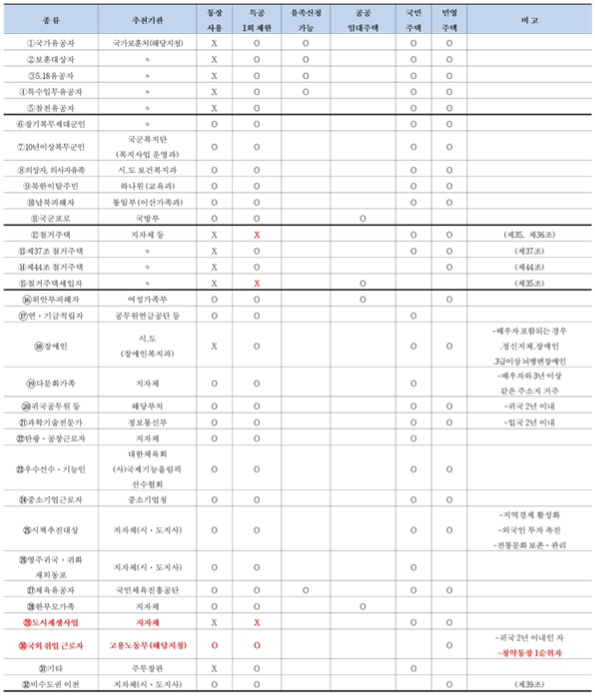 종 류 추천기관 통장 사용 특공 1회 제한 유족신청 가능 공공 임대주택 국민 주택 민영 주택 비 고
①국가유공자 국가보훈처(해당지청) X O O O O
②보훈대상자 〃 X O O O O
③5.18유공자 〃 X O O O O
④특수임무유공자 〃 X O O O O
⑤참전유공자 〃 X O O O
⑥장기복무제대군인 〃 O O O O
⑦10년이상복무군인 국군복지단 (복지사업 운영과) O O O O
⑧의상자, 의사자유족 시.도 보건복지과 O O O O
⑨북한이탈주민 하나원(교육과) O O O O
⑩납북피해자 통일부(이산가족과) O O O O
⑪국군포로 국방부 O O O
⑫철거주택 지자체 등 X X O O (제35, 제36조)
⑬제37조 철거주택 〃 X O O O (제37조)
⑭제44조 철거주택 〃 X O O (제44조)
⑮철거주택세입자 〃 X X O (제35조)
⑯위안부피해자 여성가족부 O O O O
⑰연・기금적립자 공무원연금공단 등 O O O
⑱장애인 시.도 (장애인복지과) X O O O -배우자 포함되는 경우
.정신지체.장애인
.3급이상 뇌병변장애인
⑲다문화가족 지자체 O O O -배우자와 3년 이상
같은 주소지 거주
⑳귀국공무원 등 해당부처 O O O O -귀국 2년 이내
㉑과학기술전문가 정보통신부 O O O O -입국 2년 이내
㉒탄광・공장근로자 지자체 O O O
㉓우수선수・기능인 대한체육회 (사)국제기능올림픽 선수협회 O O O O
㉔중소기업근로자 중소기업청 O O O O
㉕시책추진대상 지자체(시・도지사) O O O O -지역경제 활성화
-외국인 투자 촉진
-전통문화 보존・관리
㉖영주귀국・귀화 재외동포 지자체(시・도지사) O O O
㉗체육유공자 국민체육진흥공단 O O O O O
㉘한부모가족 지자체 O O O
㉙도시재생사업 지자체 X X O O
㉚국외 취업 근로자 고용노동부(해당지청) O O O -귀국 2년 이내인 자
-청약통장 1순위자
㉛기타 주무장관 X O O
㉜비수도권 이전 지자체(시・도지사) O O O (제39조)